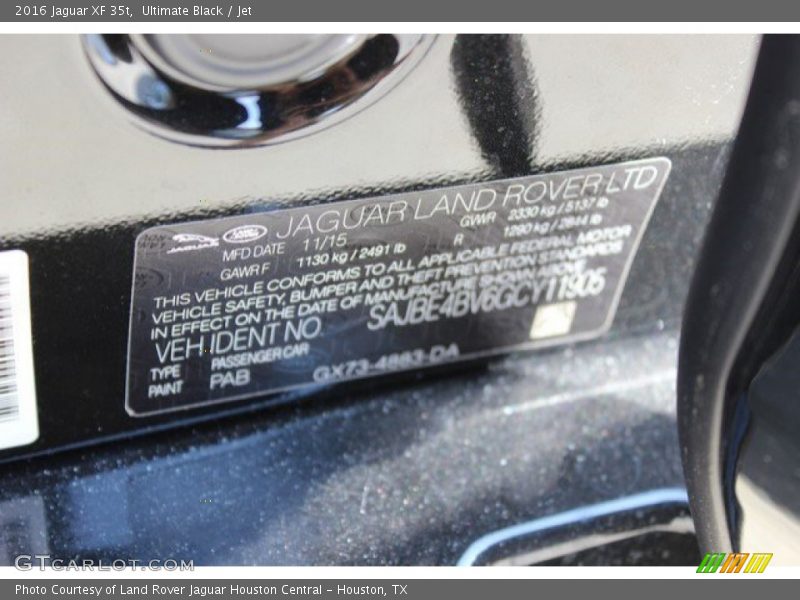 2016 Jaguar XF 35t, Ultimate Black / Jet
JAGUAR LAND ROVER LTD
JAGUAR
MFD DATE 11/15 GVWR 2330 kg / 5137 lb
GAWR F 1130 kg / 2491 lb R 1290 kg / 2844 lb
THIS VEHICLE CONFORMS TO ALL APPLICABLE FEDERAL MOTOR
VEHICLE SAFETY, BUMPER AND THEFT PREVENTION STANDARDS
IN EFFECT ON THE DATE OF MANUFACTURE SHOWN ABOVE
VEH IDENT NO SAJBE4BV6GCY11905
TYPE PASSENGER CAR
PAINT PAB GX73-4883-DA
GTCARLOT.COM
Photo Courtesy of Land Rover Jaguar Houston Central - Houston, TX